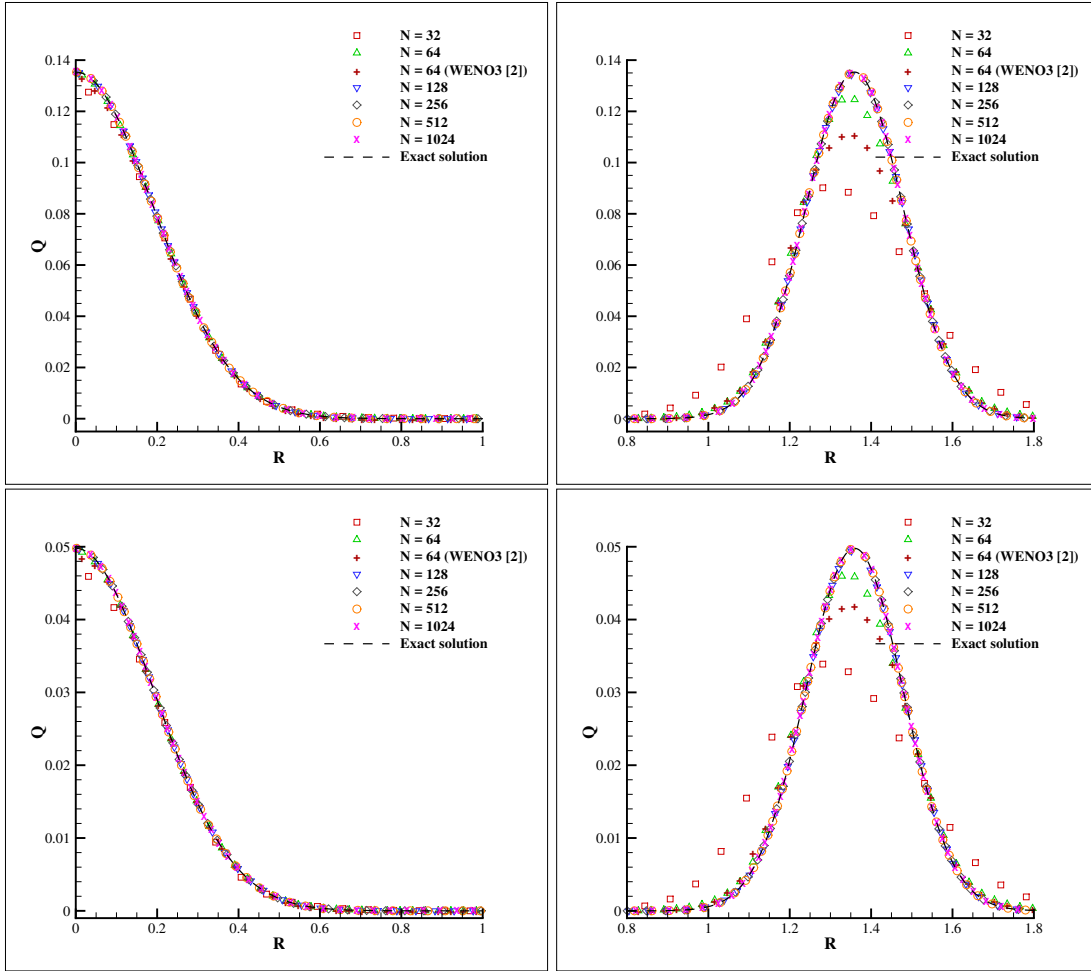 N = 32
N = 64
N = 64 (WENO3 [2])
N = 128
N = 256
N = 512
N = 1024
Exact solution
0.14
0.12
0.1
0.08
0.06
0.04
0.02
0
Q
0
0.2
0.4
0.6
0.8
1
R
N = 32
N = 64
N = 64 (WENO3 [2])
N = 128
N = 256
N = 512
N = 1024
Exact solution
0.14
0.12
0.1
0.08
0.06
0.04
0.02
0
Q
0.8
1
1.2
1.4
1.6
1.8
R
N = 32
N = 64
N = 64 (WENO3 [2])
N = 128
N = 256
N = 512
N = 1024
Exact solution
0.05
0.04
0.03
0.02
0.01
0
Q
0
0.2
0.4
0.6
0.8
1
R
N = 32
N = 64
N = 64 (WENO3 [2])
N = 128
N = 256
N = 512
N = 1024
Exact solution
0.05
0.04
0.03
0.02
0.01
0
Q
0.8
1
1.2
1.4
1.6
1.8
R